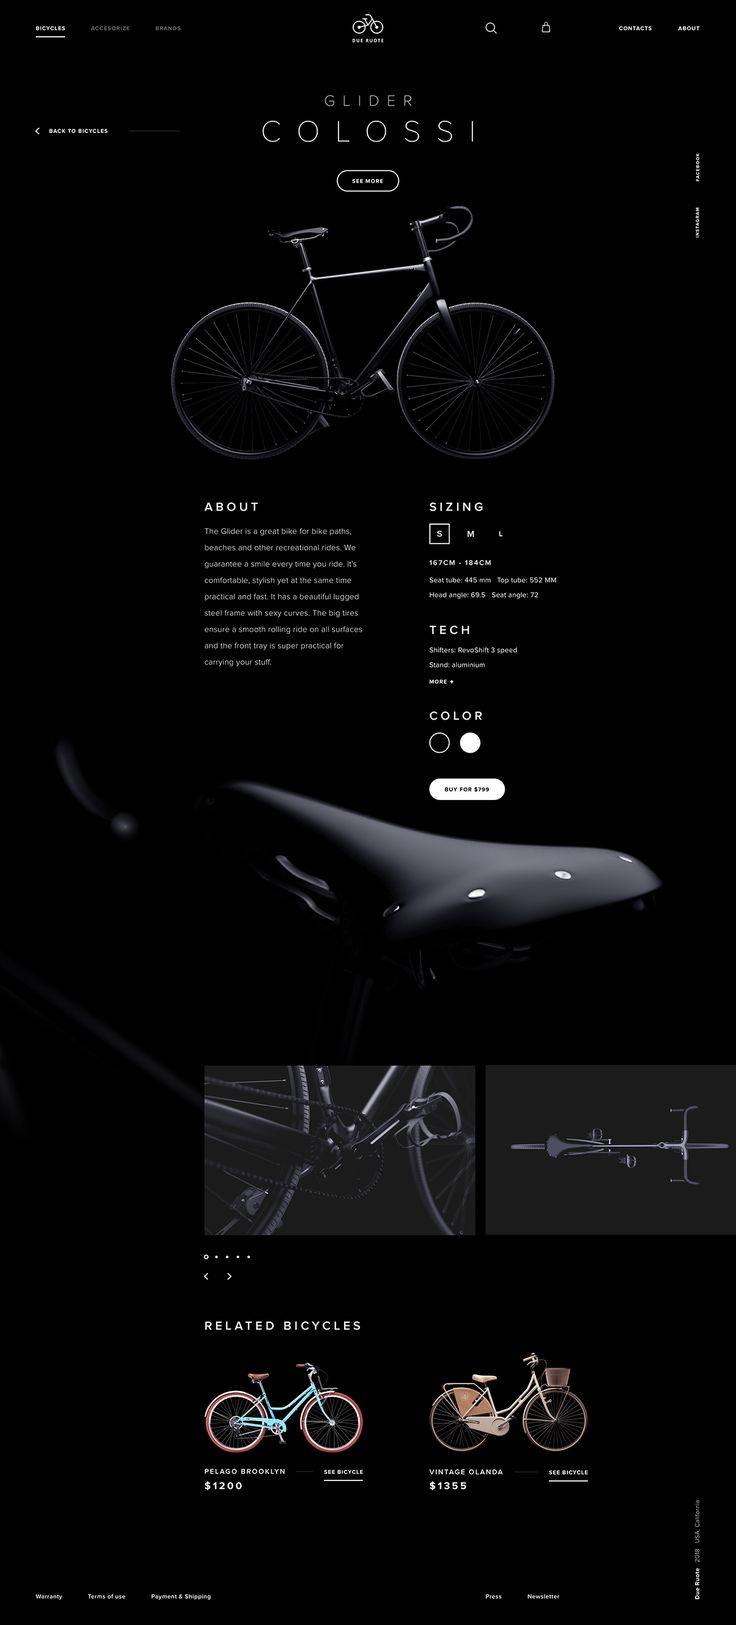 BICYCLES
ACCESORIZE
BRANDS
DUE RUOTE
CONTACTS
ABOUT
GLIDER
COLOSSI
BACK TO BICYCLES
SEE MORE
FACEBOOK
INSTAGRAM
ABOUT
The Glider is a great bike for bike paths,
beaches and other recreational rides. We
guarantee a smile every time you ride. It's
comfortable, stylish yet at the same time
practical and fast. It has a beautiful lugged
steel frame with sexy curves. The big tires
ensure a smooth rolling ride on all surfaces
and the front tray is super practical for
carrying your stuff.
SIZING
S M L
167CM - 184CM
Seat tube: 445 mm Top tube: 552 MM
Head angle: 69.5 Seat angle: 72
TECH
Shifters: RevoShift 3 speed
Stand: aluminium
MORE +
COLOR
BUY FOR $799
RELATED BICYCLES
PELAGO BROOKLYN
SEE BICYCLE
$1200
VINTAGE OLANDA
SEE BICYCLE
$1355
Due Ruote 2018 USA, California
Warranty
Terms of use
Payment & Shipping
Press
Newsletter